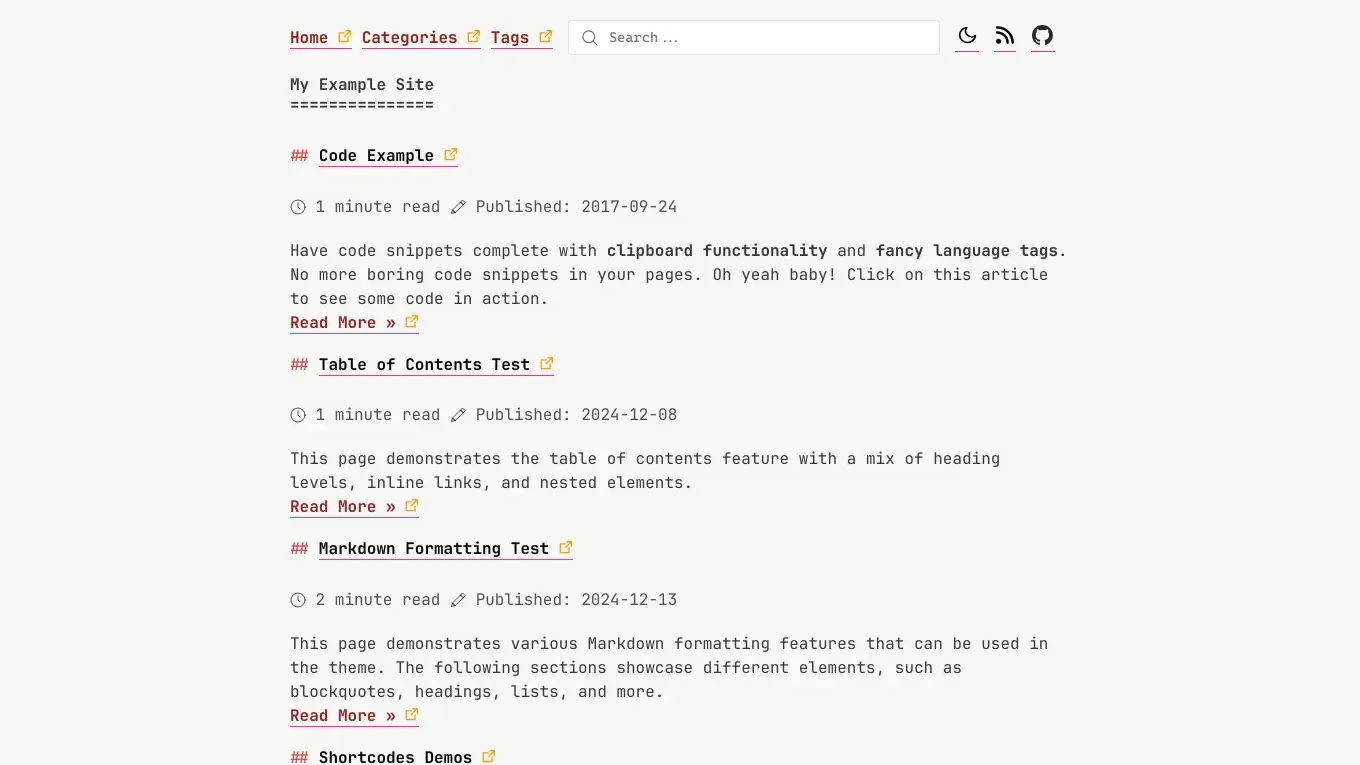 Home Categories Tags Search ...
My Example Site
===============
## Code Example
1 minute read Published: 2017-09-24
Have code snippets complete with clipboard functionality and fancy language tags.
No more boring code snippets in your pages. Oh yeah baby! Click on this article
to see some code in action.
Read More »
## Table of Contents Test
1 minute read Published: 2024-12-08
This page demonstrates the table of contents feature with a mix of heading
levels, inline links, and nested elements.
Read More »
## Markdown Formatting Test
2 minute read Published: 2024-12-13
This page demonstrates various Markdown formatting features that can be used in
the theme. The following sections showcase different elements, such as
blockquotes, headings, lists, and more.
Read More »
## Shortcodes Demos